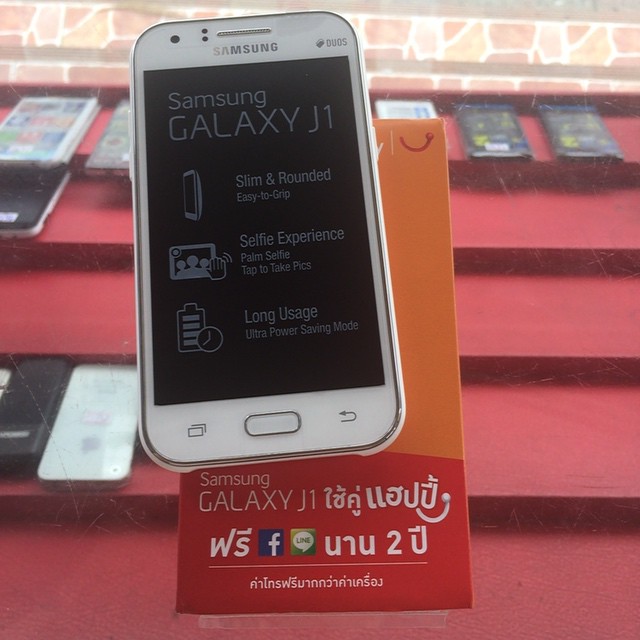 SAMSUNG DUOS
Samsung
GALAXY J1
Slim & Rounded
Easy-to-Grip
Selfie Experience
Palm Selfie
Tap to Take Pics
Long Usage
Ultra Power Saving Mode
Samsung
GALAXY J1 ใช้คู่ แฮปปี้
ฟรี f LINE นาน 2 ปี
ค่าโทรฟรีมากกว่าค่าเครื่อง